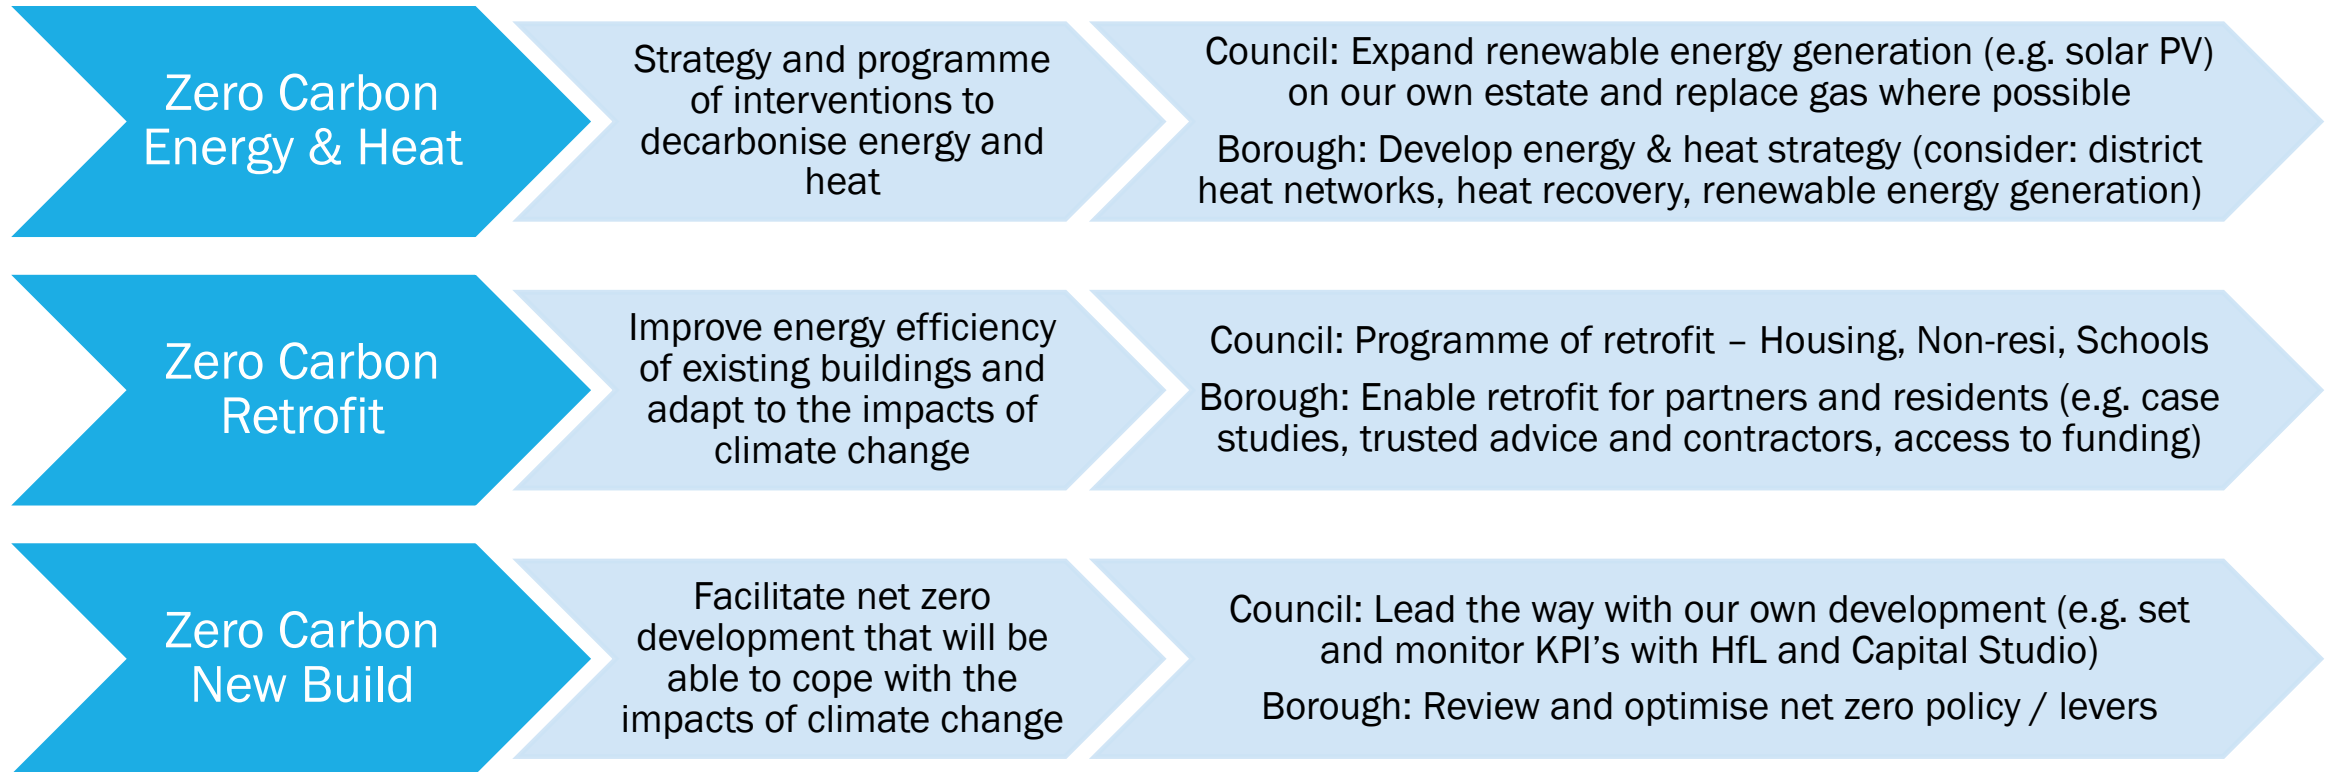 Zero Carbon
Energy & Heat
Strategy and programme
of interventions to
decarbonise energy and
heat
Council: Expand renewable energy generation (e.g. solar PV)
on our own estate and replace gas where possible
Borough: Develop energy & heat strategy (consider: district
heat networks, heat recovery, renewable energy generation)
Zero Carbon
Retrofit
Improve energy efficiency
of existing buildings and
adapt to the impacts of
climate change
Council: Programme of retrofit – Housing, Non-resi, Schools
Borough: Enable retrofit for partners and residents (e.g. case
studies, trusted advice and contractors, access to funding)
Zero Carbon
New Build
Facilitate net zero
development that will be
able to cope with the
impacts of climate change
Council: Lead the way with our own development (e.g. set
and monitor KPI’s with HfL and Capital Studio)
Borough: Review and optimise net zero policy / levers